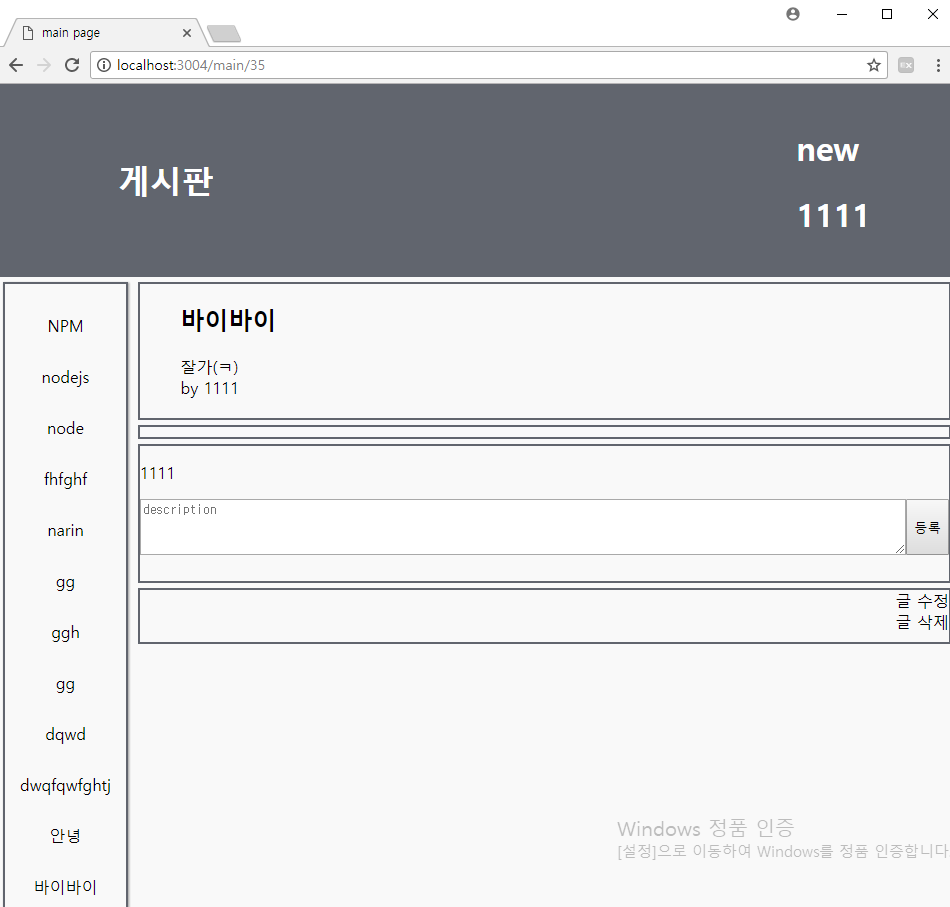 main page
localhost:3004/main/35
게시판
new
1111
NPM
nodejs
node
fhfghf
narin
gg
ggh
gg
dqwd
dwqfqwfghtj
안녕
바이바이
바이바이
잘가(ㅋ)
by 1111
1111
description
등록
글 수정
글 삭제
Windows 정품 인증
[설정]으로 이동하여 Windows를 정품 인증합니다